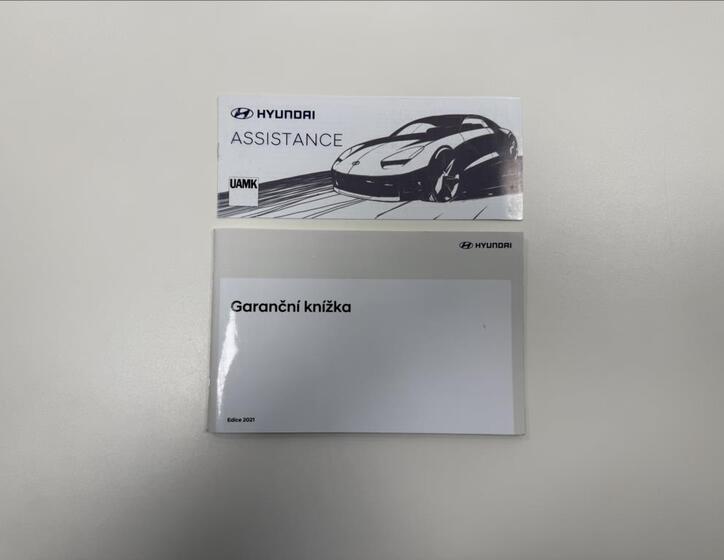 HYUNDAI
ASSISTANCE
UAMK
HYUNDAI
Garanční knížka
Edice 2021